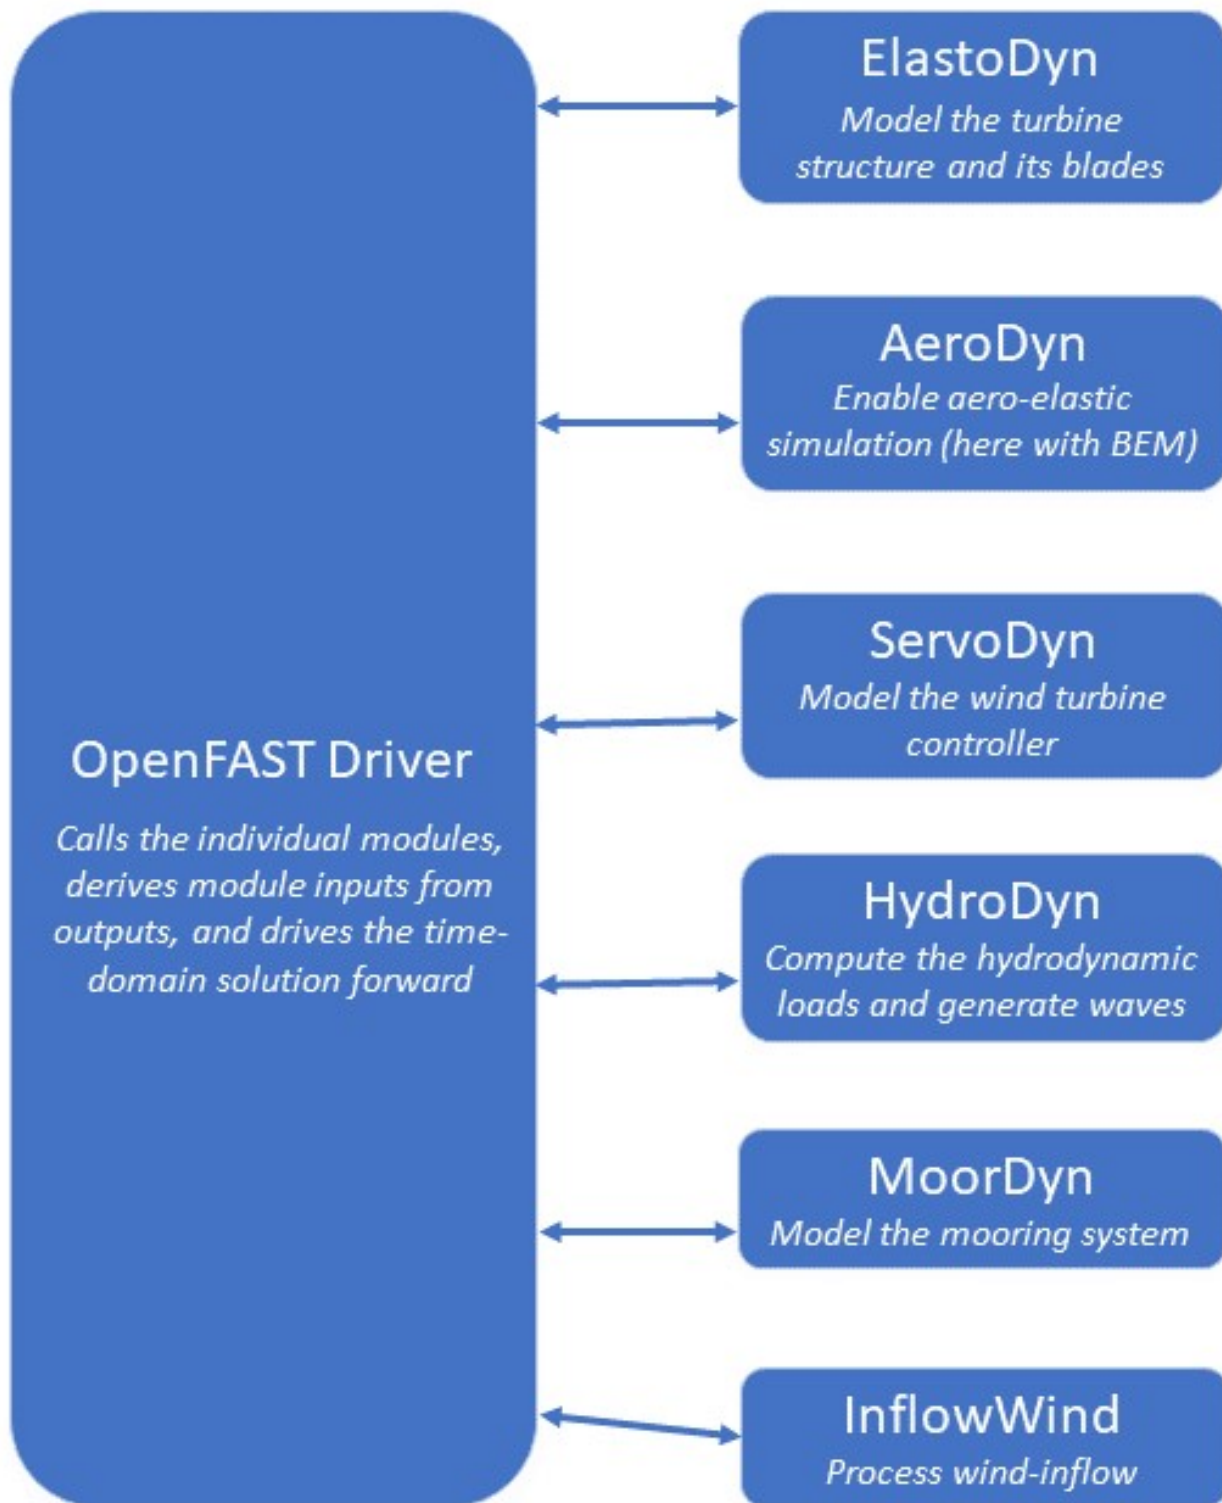 OpenFAST Driver
Calls the individual modules,
derives module inputs from
outputs, and drives the time-
domain solution forward
ElastoDyn
Model the turbine
structure and its blades
AeroDyn
Enable aero-elastic
simulation (here with BEM)
ServoDyn
Model the wind turbine
controller
HydroDyn
Compute the hydrodynamic
loads and generate waves
MoorDyn
Model the mooring system
InflowWind
Process wind-inflow